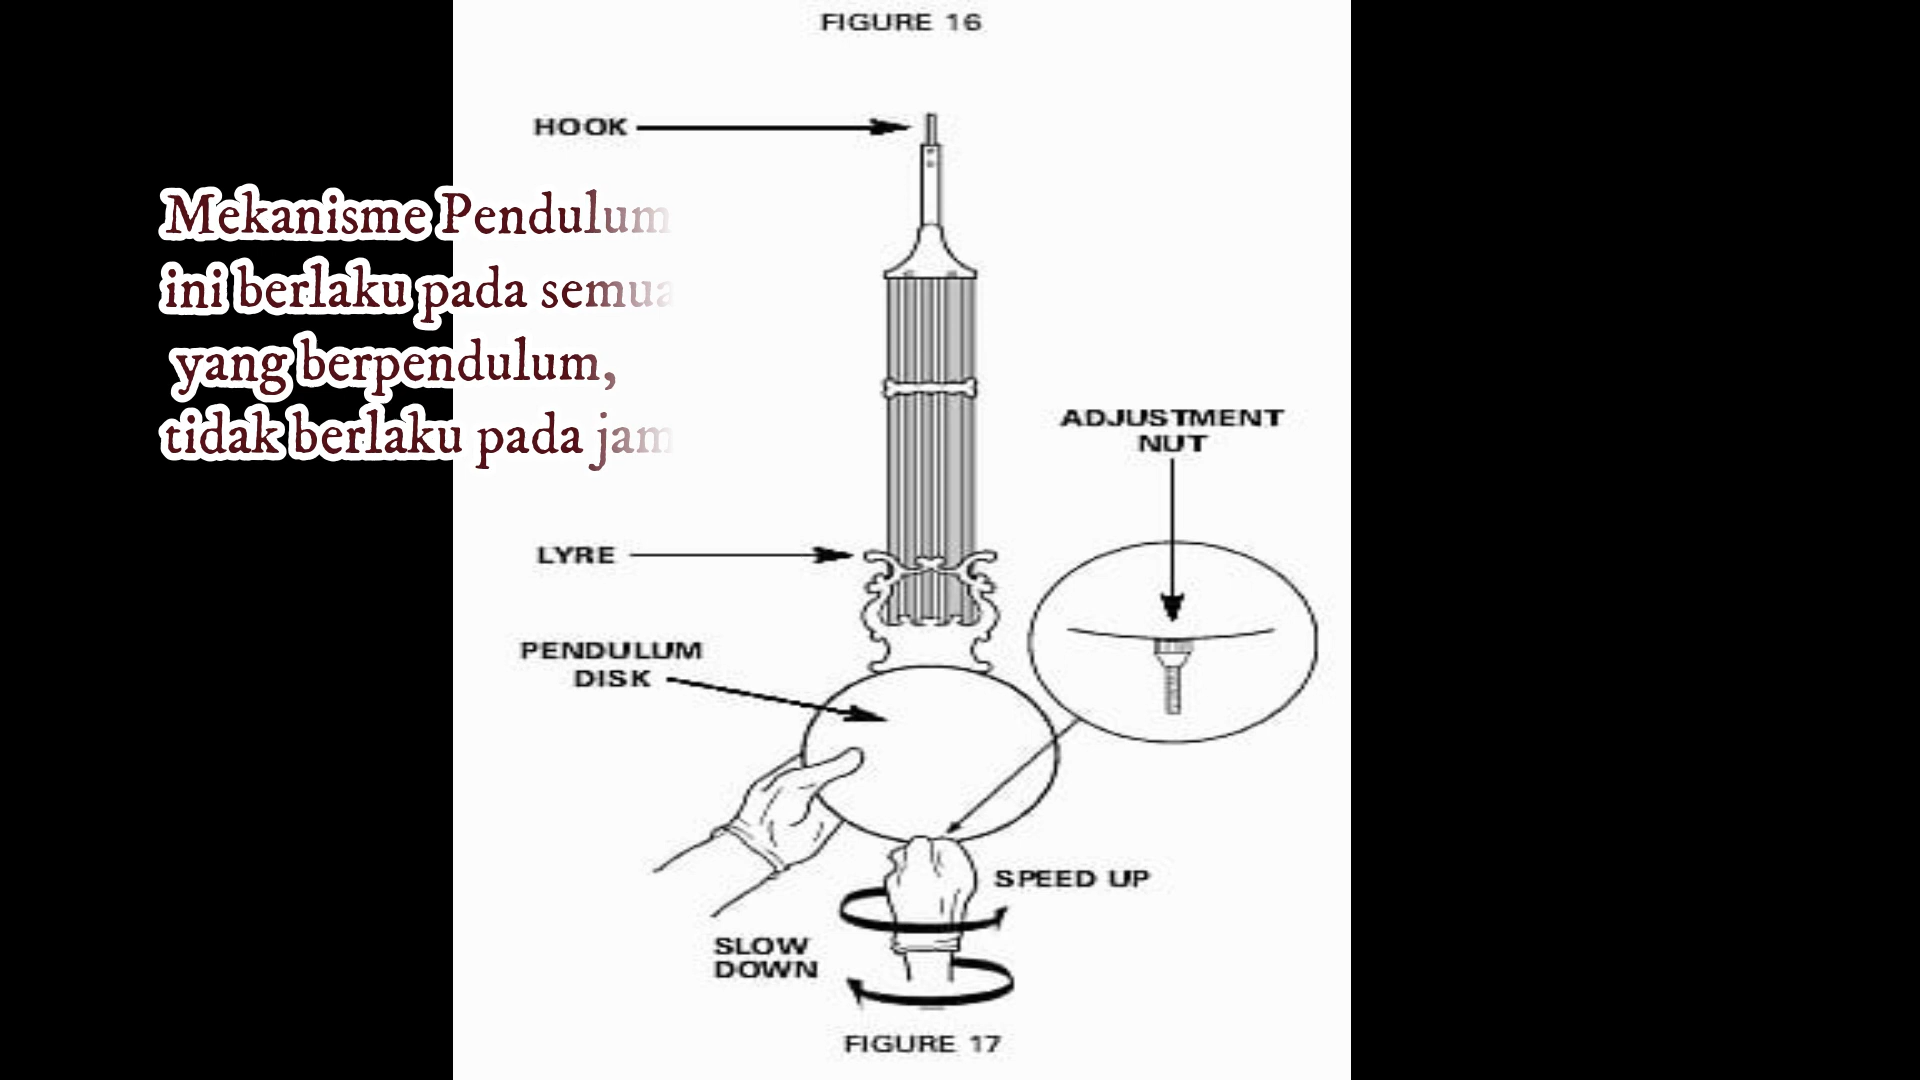 FIGURE 16
HOOK
Mekanisme Pendulum
ini berlaku pada semua
yang berpendulum,
tidak berlaku pada jam
ADJUSTMENT
NUT
LYRE
PENDULUM
DISK
SPEED UP
SLOW
DOWN
FIGURE 17